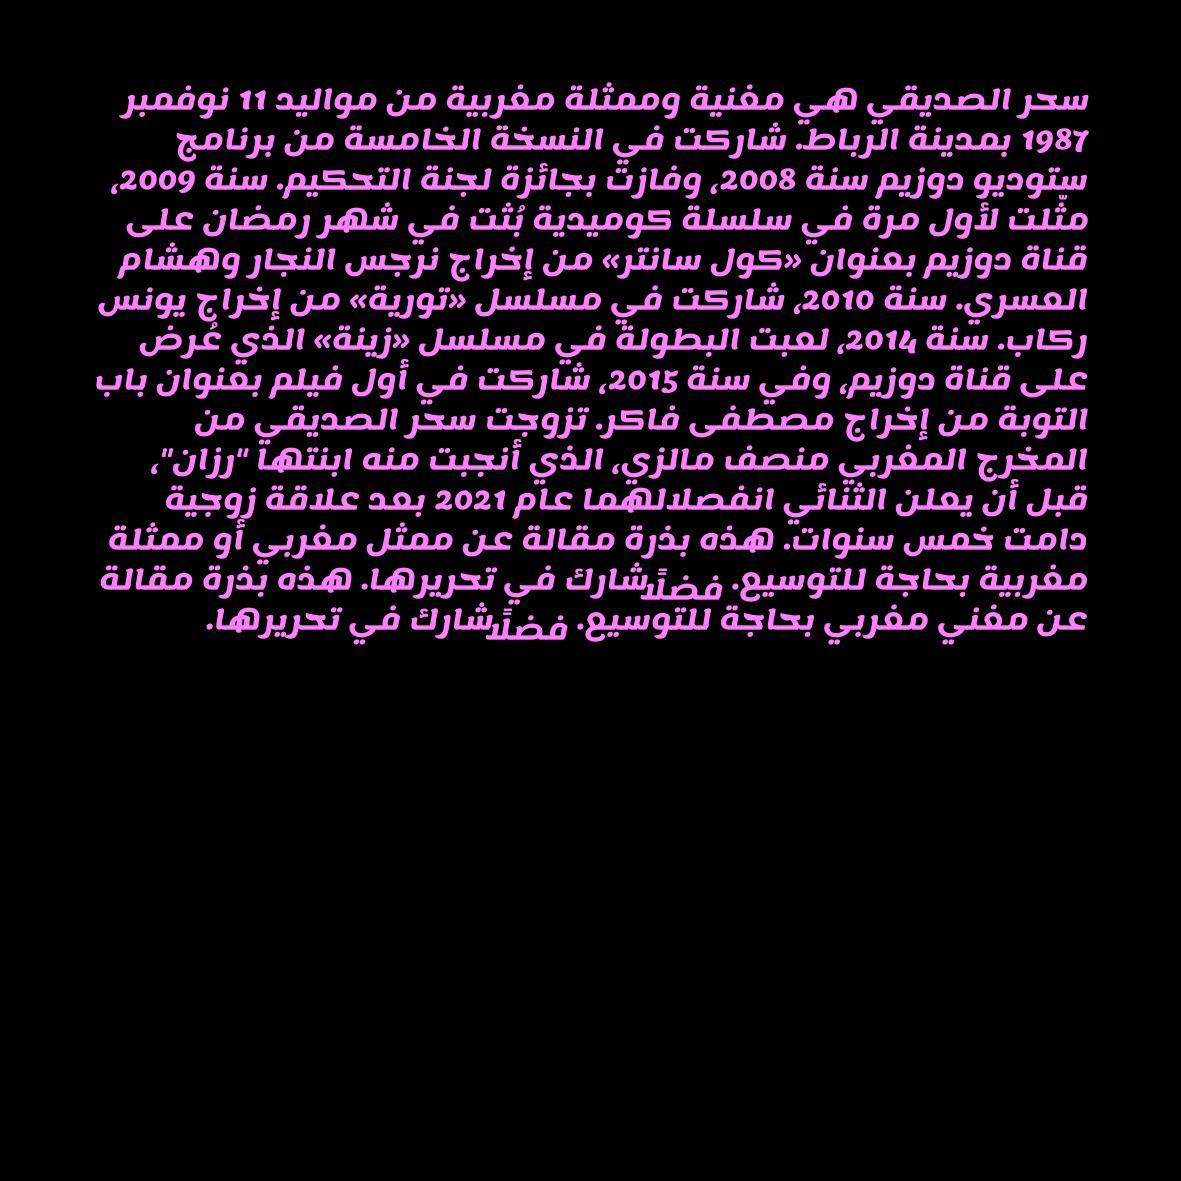 سحر الصديقي هي مغنية وممثلة مغربية من مواليد 11 نوفمبر
1987 بمدينة الرباط. شاركت في النسخة الخامسة من برنامج
ستوديو دوزيم سنة 2008، وفازت بجائزة لجنة التحكيم. سنة 2009،
مثّلت لأول مرة في سلسلة كوميدية بُثت في شهر رمضان على
قناة دوزيم بعنوان «كول سانتر» من إخراج نرجس النجار وهشام
العسري. سنة 2010، شاركت في مسلسل «تورية» من إخراج يونس
ركاب. سنة 2014، لعبت البطولة في مسلسل «زينة» الذي عُرض
على قناة دوزيم، وفي سنة 2015، شاركت في أول فيلم بعنوان باب
التوبة من إخراج مصطفى فاكر. تزوجت سحر الصديقي من
المخرج المغربي منصف مالزي، الذي أنجبت منه ابنتها "رزان"،
قبل أن يعلن الثنائي انفصلالهما عام 2021 بعد علاقة زوجية
دامت خمس سنوات. هذه بذرة مقالة عن ممثل مغربي أو ممثلة
مغربية بحاجة للتوسيع. فضلًا شارك في تحريرها. هذه بذرة مقالة
عن مغني مغربي بحاجة للتوسيع. فضلًا شارك في تحريرها.